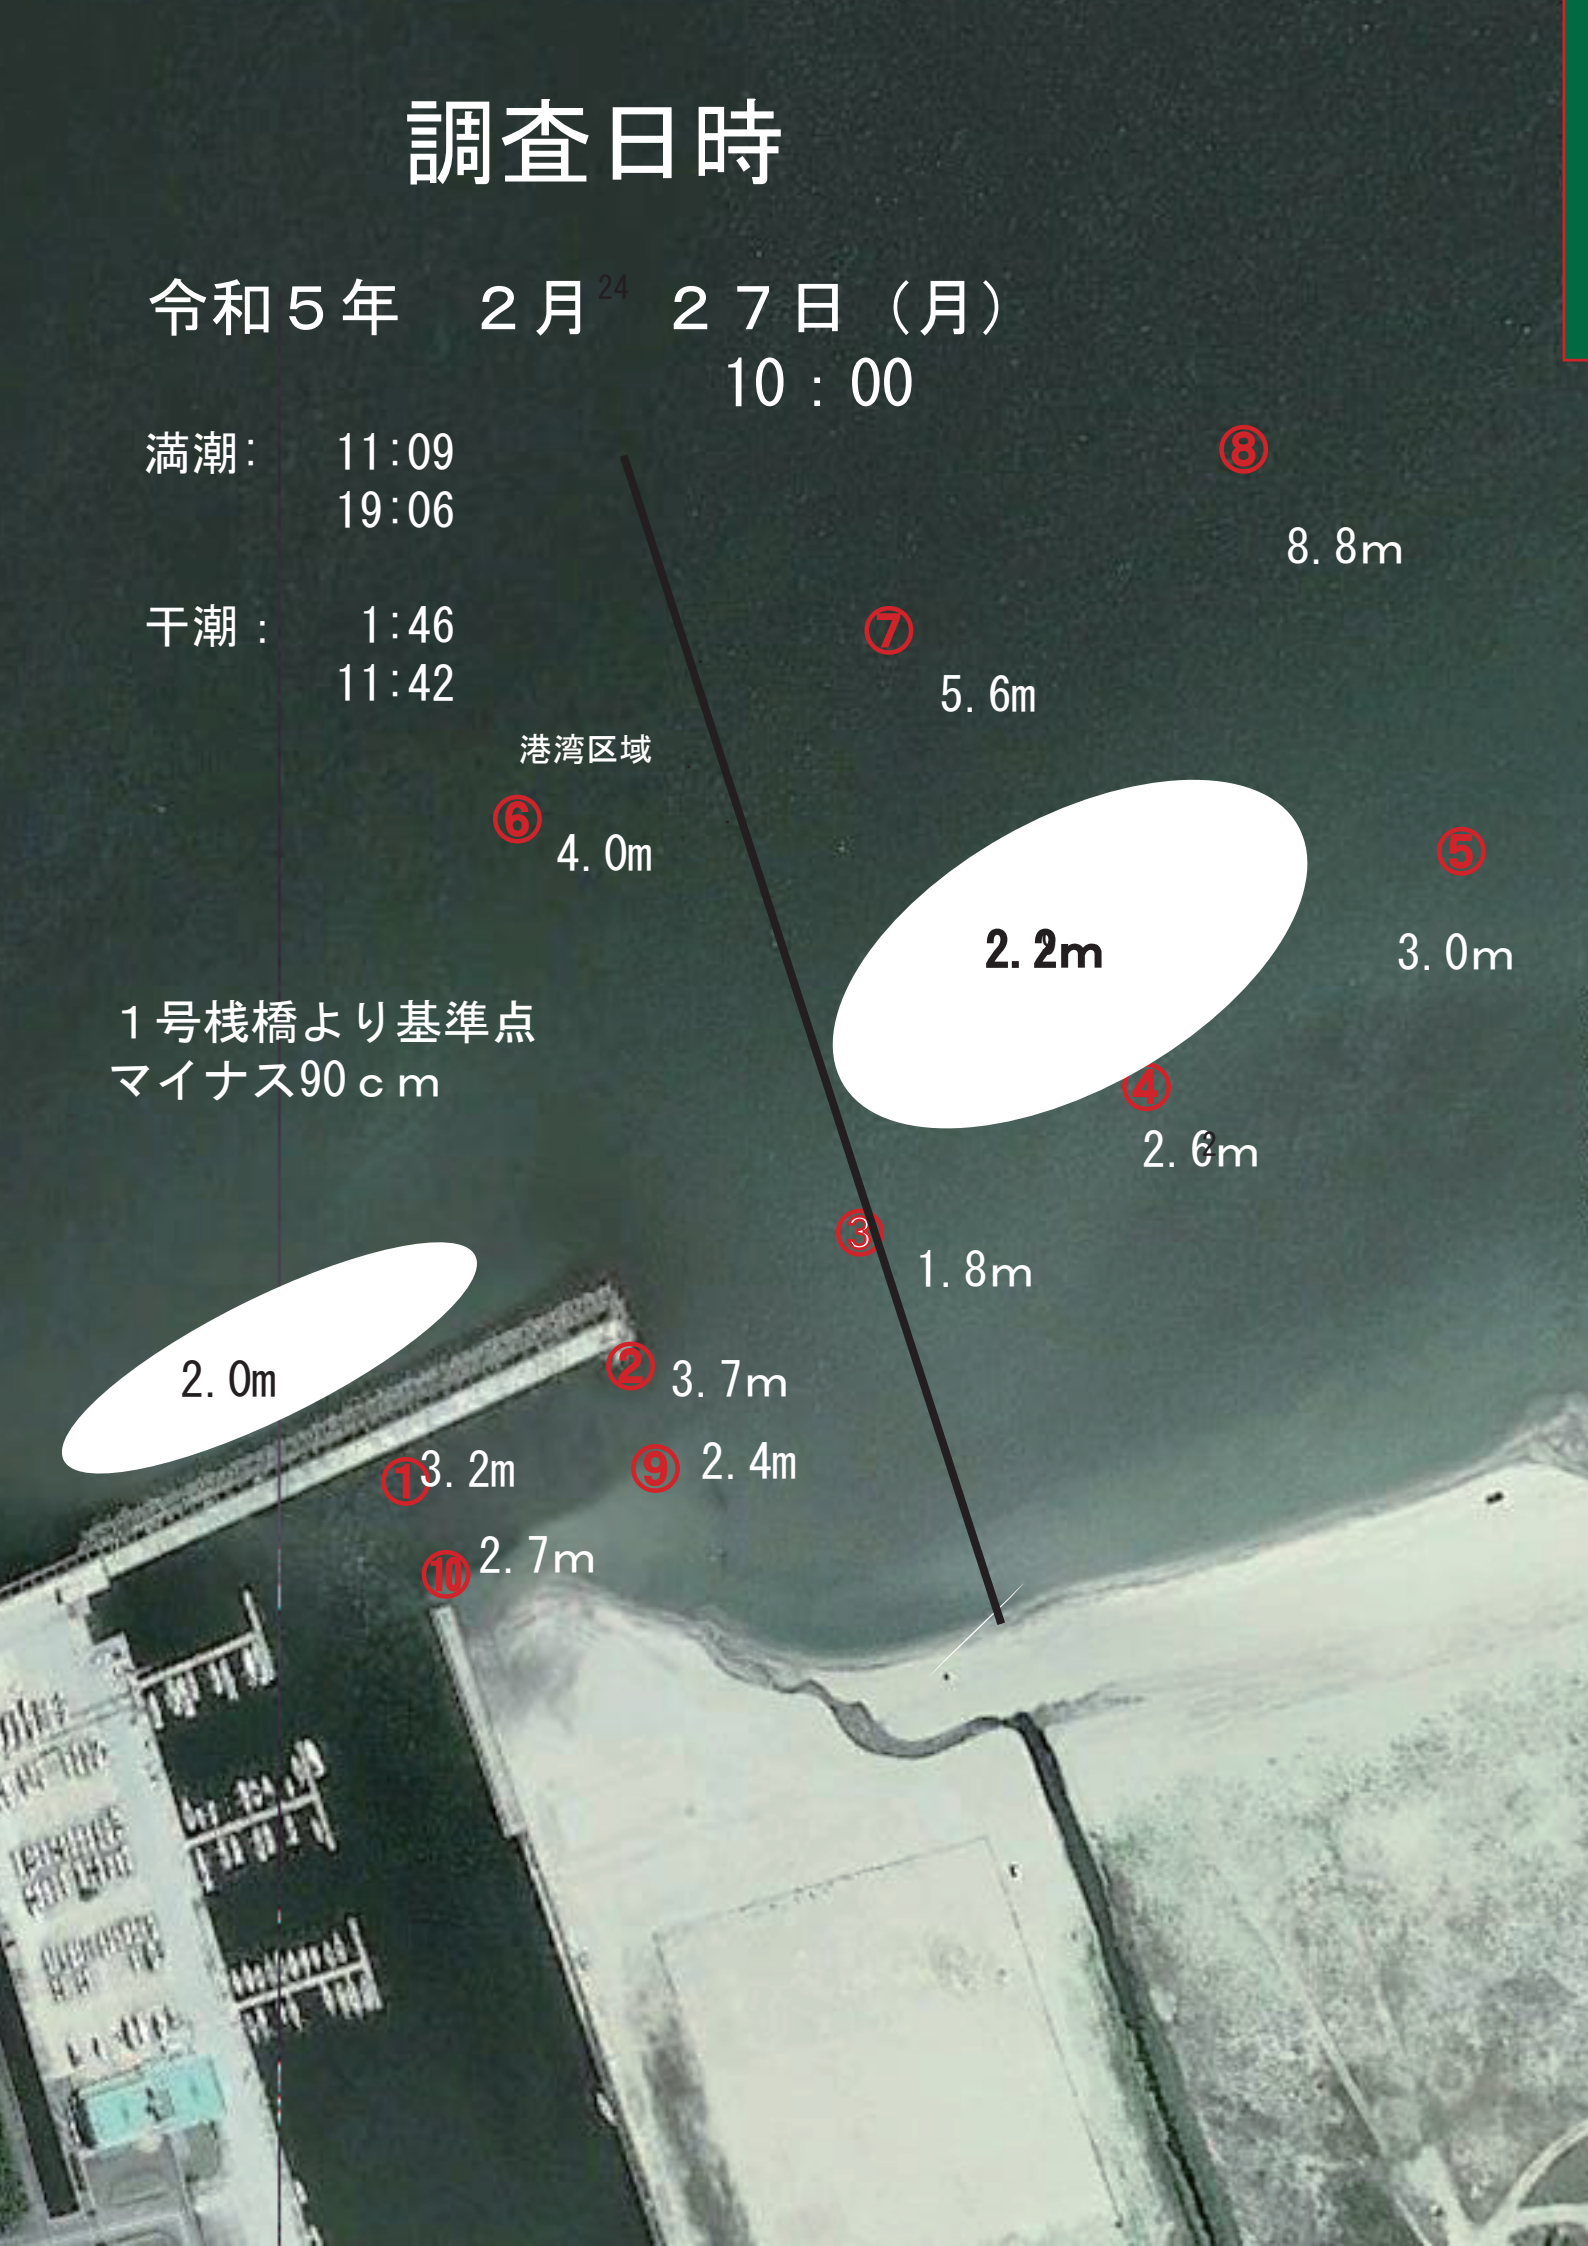 調査日時
令和５年　２月　２７日（月）
24
10：00
満潮:　11:09
19:06
干潮：　1:46
11:42
⑧
8.8m
⑦
5.6m
港湾区域
⑥
4.0m
⑤
3.0m
2.2m
１号桟橋より基準点
マイナス90ｃｍ
④
2.6m
2
③
1.8m
2.0m
②
3.7m
①
3.2m
⑨
2.4m
⑩
2.7m